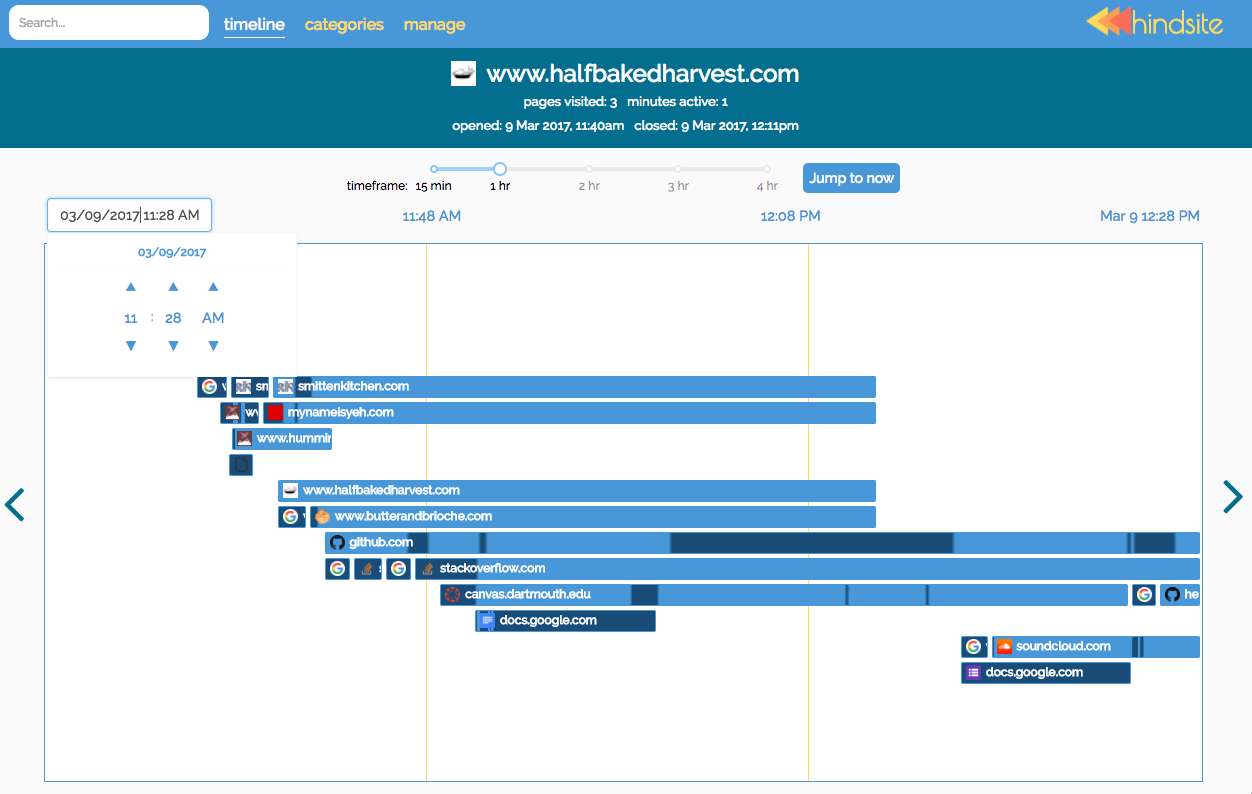 Search...
timeline
categories
manage
hindsite
www.halfbakedharvest.com
pages visited: 3 minutes active: 1
opened: 9 Mar 2017, 11:40am closed: 9 Mar 2017, 12:11pm
timeframe: 15 min 1 hr 2 hr 3 hr 4 hr
Jump to now
03/09/2017 11:28 AM
11:48 AM
12:08 PM
Mar 9 12:28 PM
03/09/2017
11 : 28 AM
sm smittenkitchen.com
mynameisyeh.com
www.hummin
www.halfbakedharvest.com
www.butterandbrioche.com
github.com
stackoverflow.com
canvas.dartmouth.edu he
docs.google.com
soundcloud.com
docs.google.com